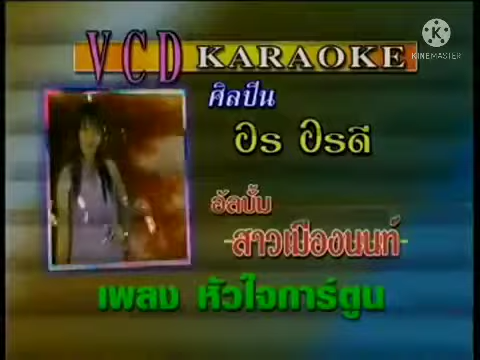 VCD KARAOKE
K
KINEMASTER
ศิลปิน
อร อรดี
อัลบั้ม
-สาวเมืองนนท์-
เพลง หัวใจการ์ตูน